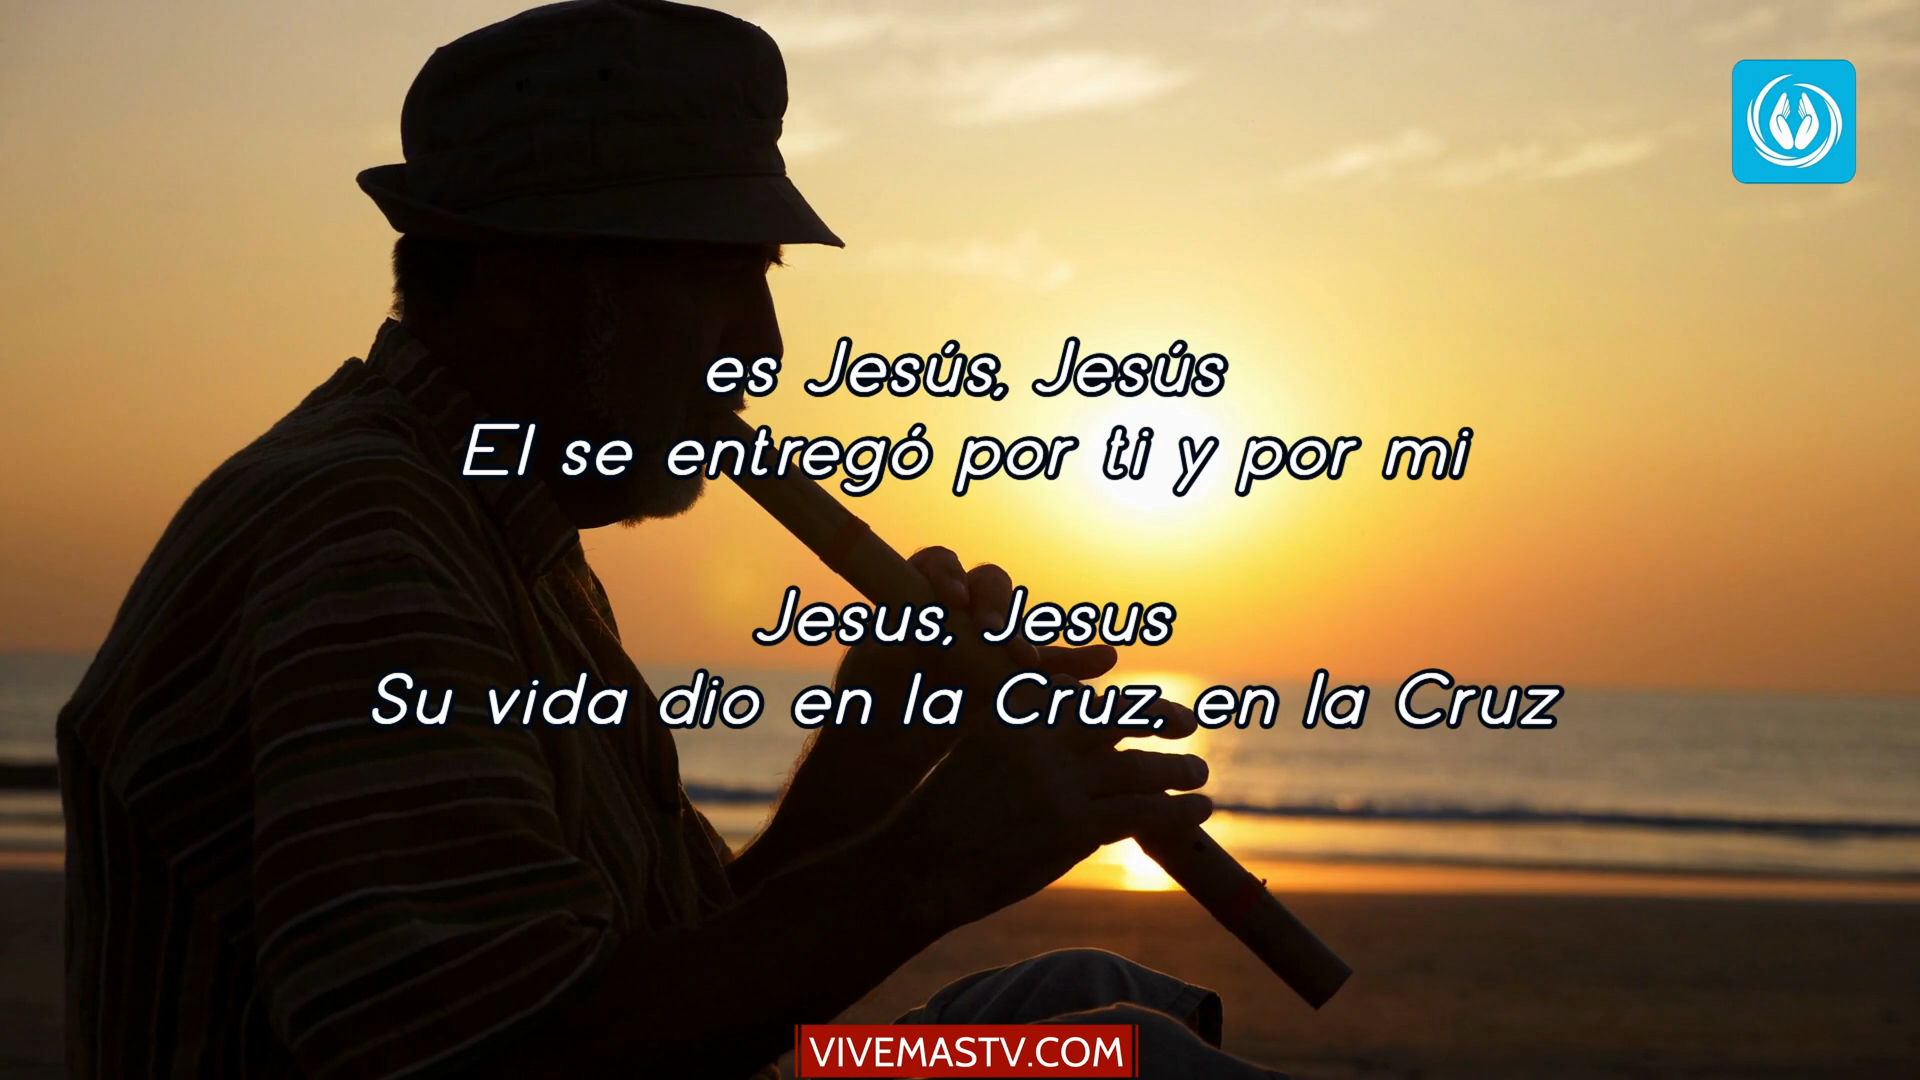 es Jesús, Jesús
El se entregó por ti y por mi
Jesus, Jesus
Su vida dio en la Cruz, en la Cruz
VIVEMASTV.COM